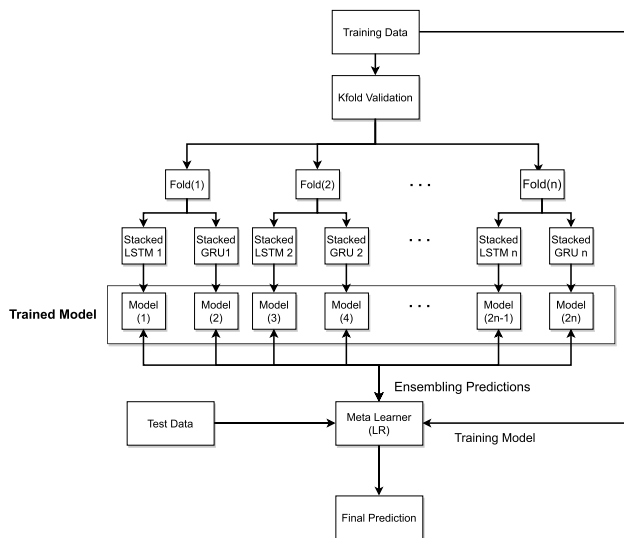 Training Data
Kfold Validation
Fold(1)
Fold(2)
. . .
Fold(n)
Stacked
LSTM 1
Stacked
GRU1
Stacked
LSTM 2
Stacked
GRU 2
. . .
Stacked
LSTM n
Stacked
GRU n
Trained Model
Model
(1)
Model
(2)
Model
(3)
Model
(4)
. . .
Model
(2n-1)
Model
(2n)
Ensembling Predictions
Test Data
Meta Learner
(LR)
Training Model
Final Prediction